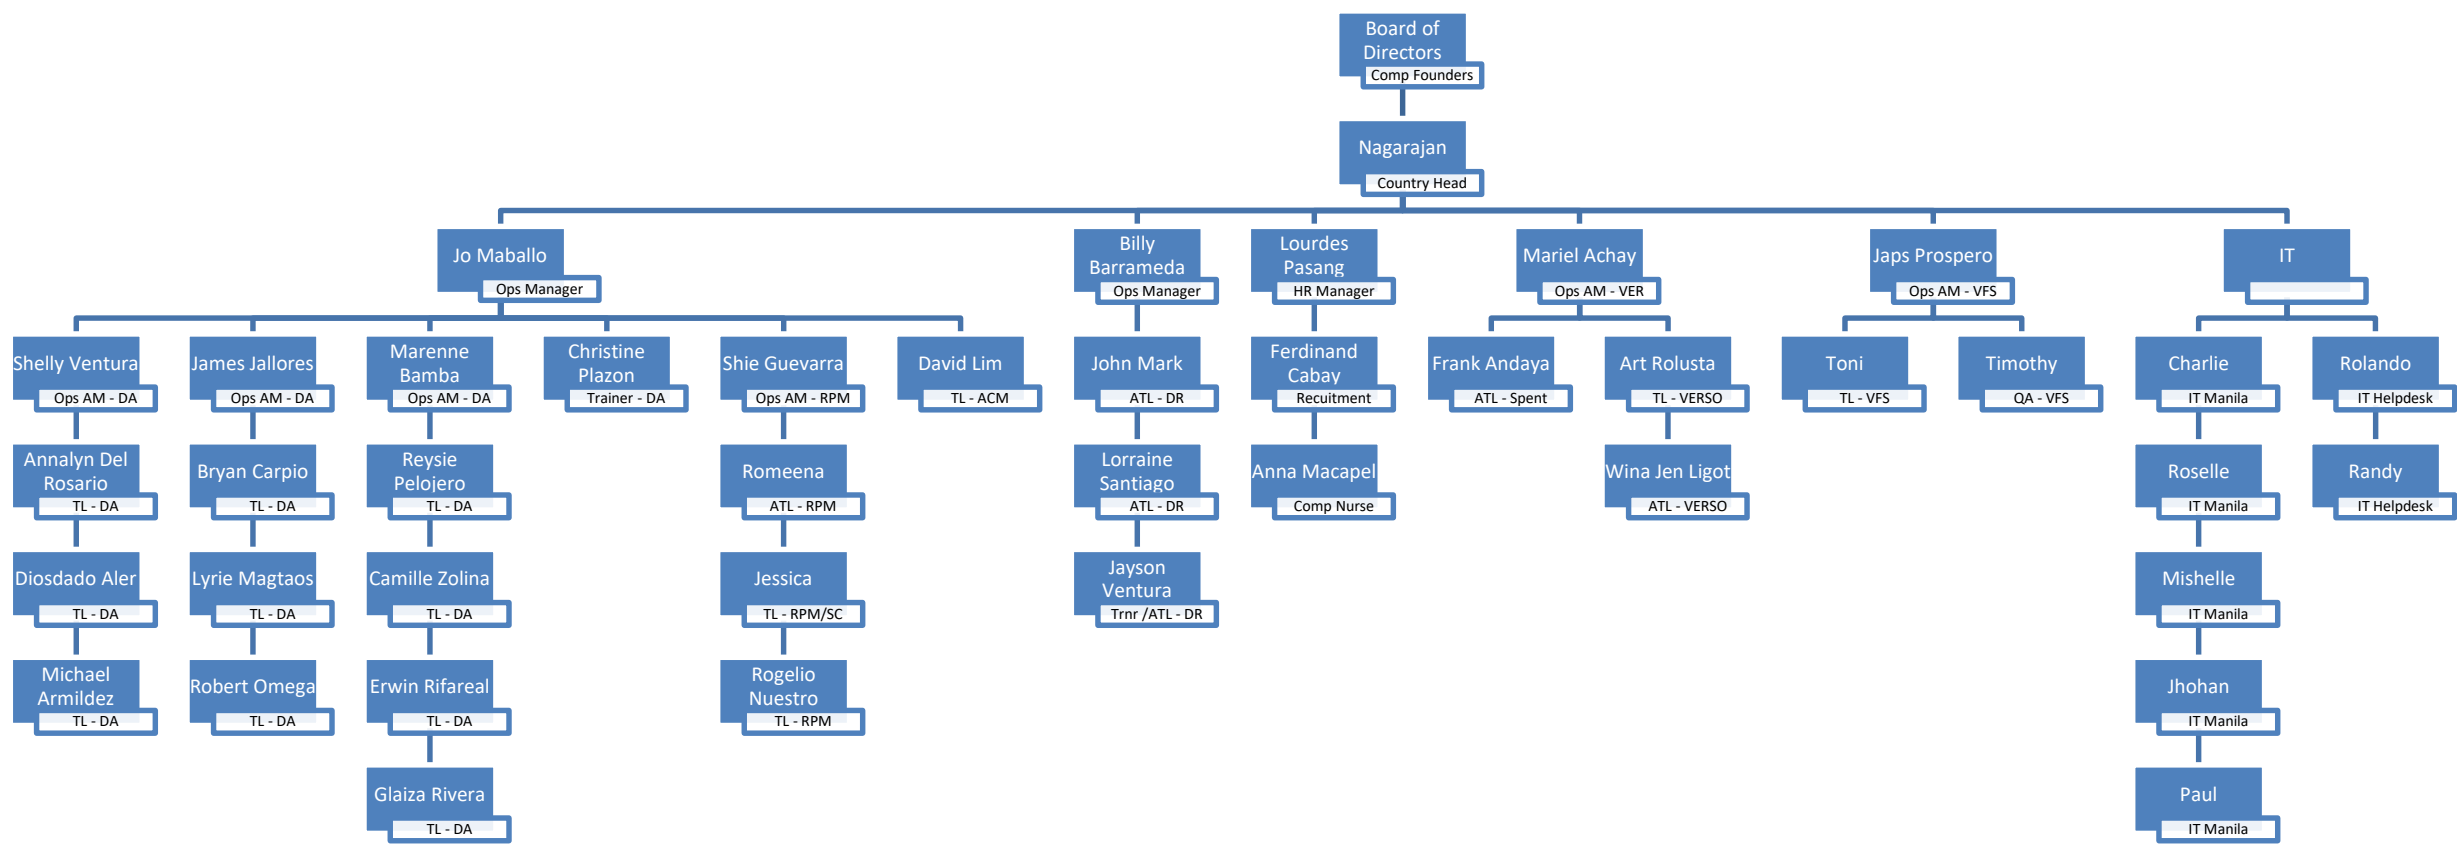 Board of
Directors
Comp Founders
Nagarajan
Country Head
Jo Maballo
Ops Manager
Billy
Barrameda
Ops Manager
Lourdes
Pasang
HR Manager
Mariel Achay
Ops AM - VER
Japs Prospero
Ops AM - VFS
IT
Shelly Ventura
Ops AM - DA
James Jallores
Ops AM - DA
Marenne
Bamba
Ops AM - DA
Christine
Plazon
Trainer - DA
Shie Guevarra
Ops AM - RPM
David Lim
TL - ACM
John Mark
ATL - DR
Ferdinand
Cabay
Recuitment
Frank Andaya
ATL - Spent
Art Rolusta
TL - VERSO
Toni
TL - VFS
Timothy
QA - VFS
Charlie
IT Manila
Rolando
IT Helpdesk
Annalyn Del
Rosario
TL - DA
Bryan Carpio
TL - DA
Reysie
Pelojero
TL - DA
Romeena
ATL - RPM
Lorraine
Santiago
ATL - DR
Anna Macapel
Comp Nurse
Wina Jen Ligot
ATL - VERSO
Roselle
IT Manila
Randy
IT Helpdesk
Diosdado Aler
TL - DA
Lyrie Magtaos
TL - DA
Camille Zolina
TL - DA
Jessica
TL - RPM/SC
Jayson
Ventura
Trnr /ATL - DR
Mishelle
IT Manila
Michael
Armildez
TL - DA
Robert Omega
TL - DA
Erwin Rifareal
TL - DA
Rogelio
Nuestro
TL - RPM
Jhohan
IT Manila
Glaiza Rivera
TL - DA
Paul
IT Manila